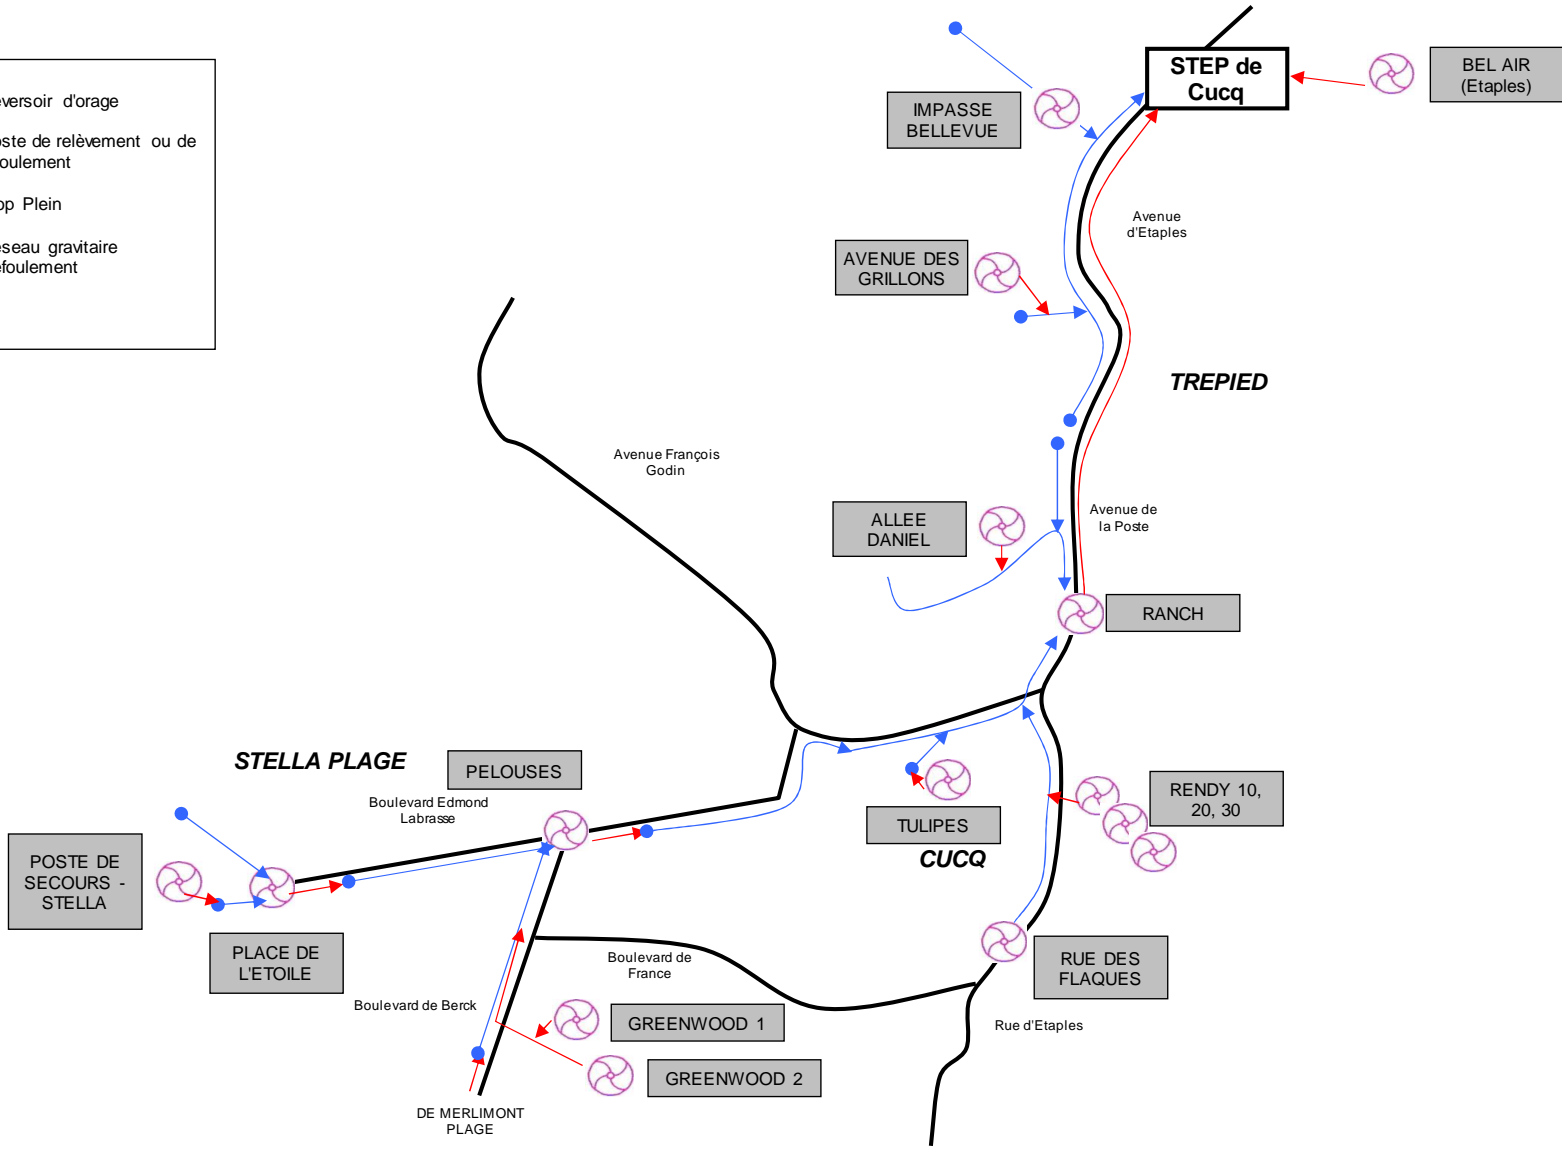 eversoir d'orage
oste de relèvement ou de
oulement
op Plein
éseau gravitaire
efoulement
STEP de
Cucq
BEL AIR
(Etaples)
IMPASSE
BELLEVUE
Avenue
d'Etaples
AVENUE DES
GRILLONS
TREPIED
Avenue François
Godin
ALLEE
DANIEL
Avenue de
la Poste
RANCH
STELLA PLAGE
PELOUSES
Boulevard Edmond
Labrasse
TULIPES
CUCQ
RENDY 10,
20, 30
POSTE DE
SECOURS -
STELLA
PLACE DE
L'ETOILE
Boulevard de
France
RUE DES
FLAQUES
Boulevard de Berck
GREENWOOD 1
Rue d'Etaples
GREENWOOD 2
DE MERLIMONT
PLAGE